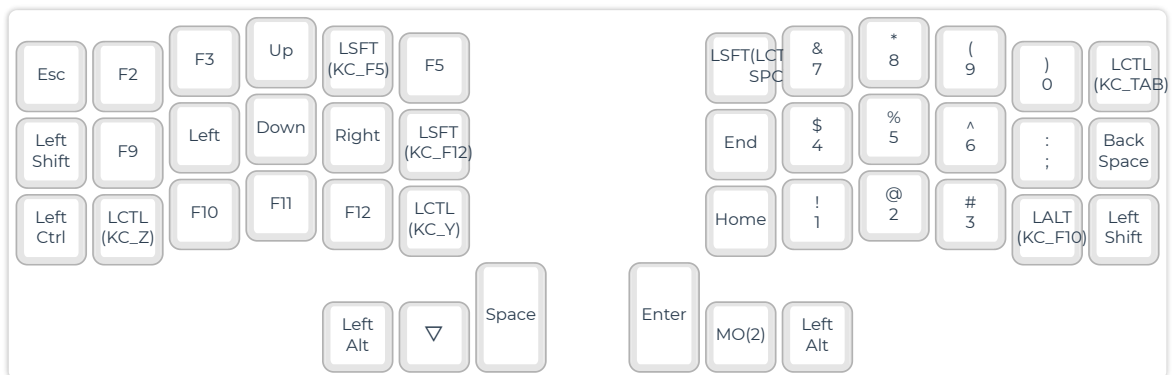 Esc
F2
F3
Up
LSFT
(KC_F5)
F5
LSFT(LCT
SPC
&
7
*
8
(
9
)
0
LCTL
(KC_TAB)
Left
Shift
F9
Left
Down
Right
LSFT
(KC_F12)
End
$
4
%
5
^
6
:
;
Back
Space
Left
Ctrl
LCTL
(KC_Z)
F10
F11
F12
LCTL
(KC_Y)
Home
!
1
@
2
#
3
LALT
(KC_F10)
Left
Shift
Left
Alt
▽
Space
Enter
MO(2)
Left
Alt